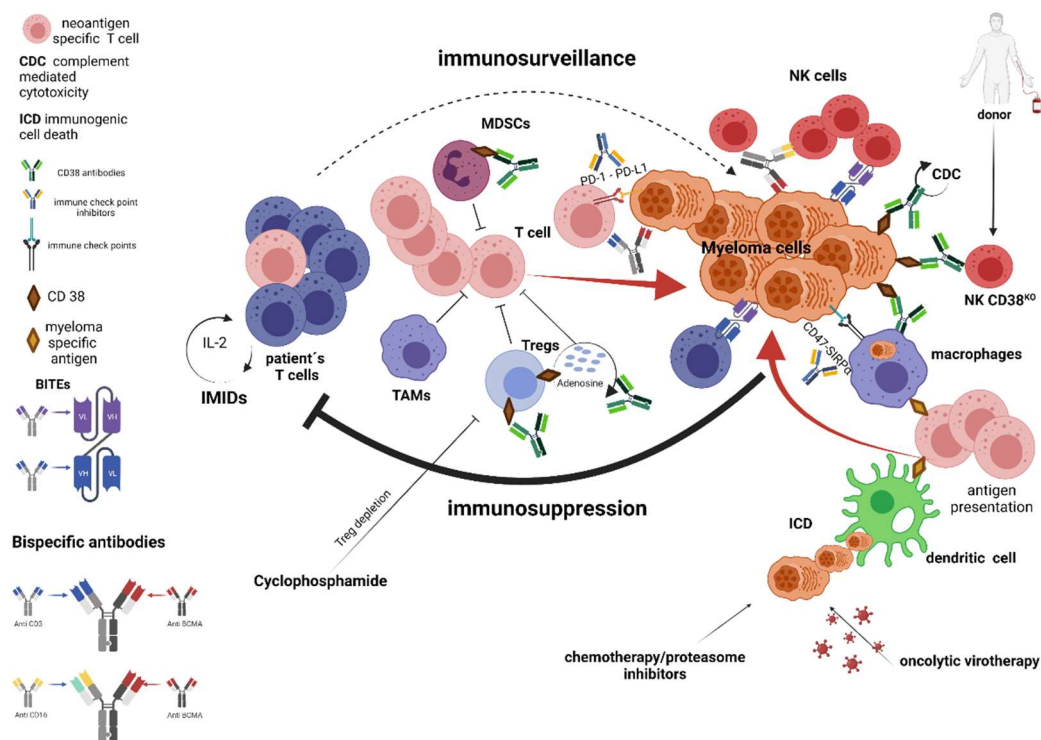 neoantigen
specific T cell
CDC complement
mediated
cytotoxicity
ICD immunogenic
cell death
CD38 antibodies
immune check point
inhibitors
immune check points
CD 38
myeloma
specific
antigen
BITEs
VL
VH
VH
VL
Bispecific antibodies
Anti CD3
Anti BCMA
Anti CD16
Anti BCMA
immunosurveillance
MDSCs
T cell
IL-2
IMIDs
patient´s
T cells
TAMs
Tregs
Adenosine
immunosuppression
Treg depletion
Cyclophosphamide
PD-1 - PD-L1
NK cells
Myeloma cells
CDC
donor
NK CD38KO
CD47-SIRPα
macrophages
antigen
presentation
ICD
dendritic cell
chemotherapy/proteasome
inhibitors
oncolytic virotherapy